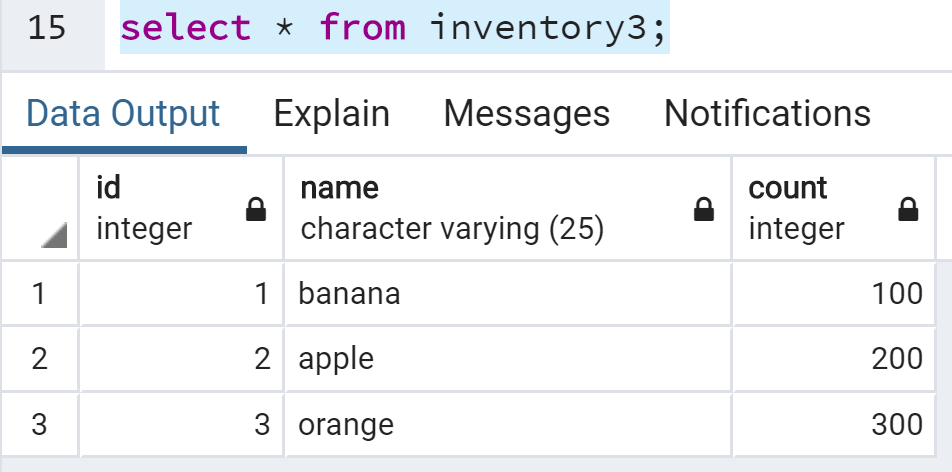 15 select * from inventory3;
Data Output Explain Messages Notifications
id name count
integer character varying (25) integer
1 1 banana 100
2 2 apple 200
3 3 orange 300